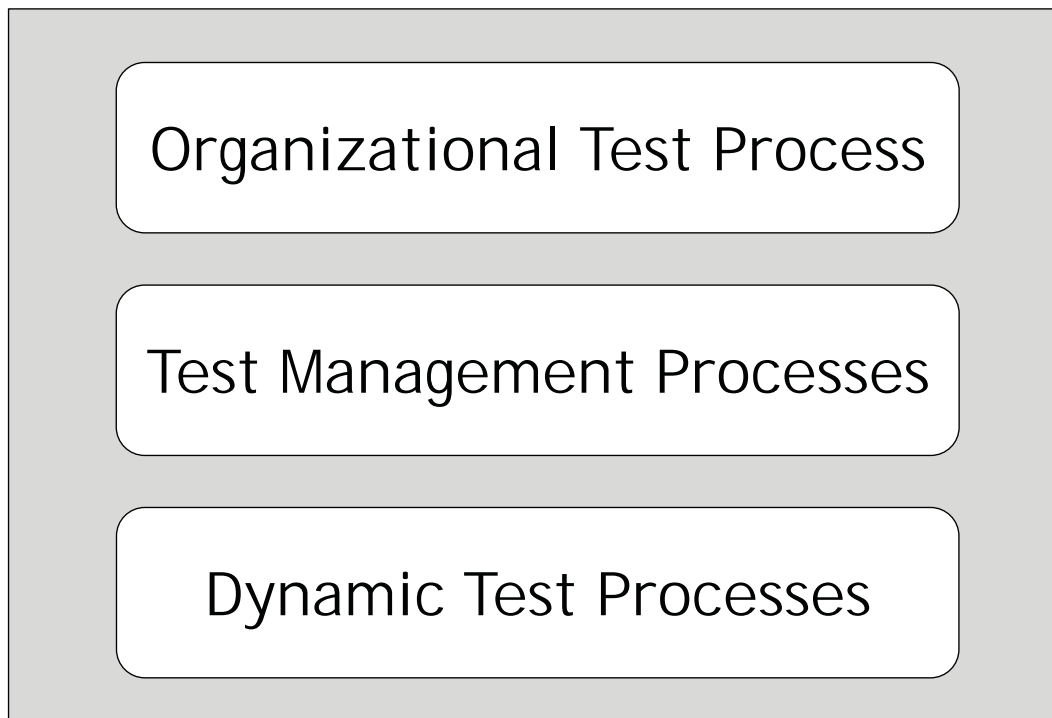 Organizational Test Process
Test Management Processes
Dynamic Test Processes